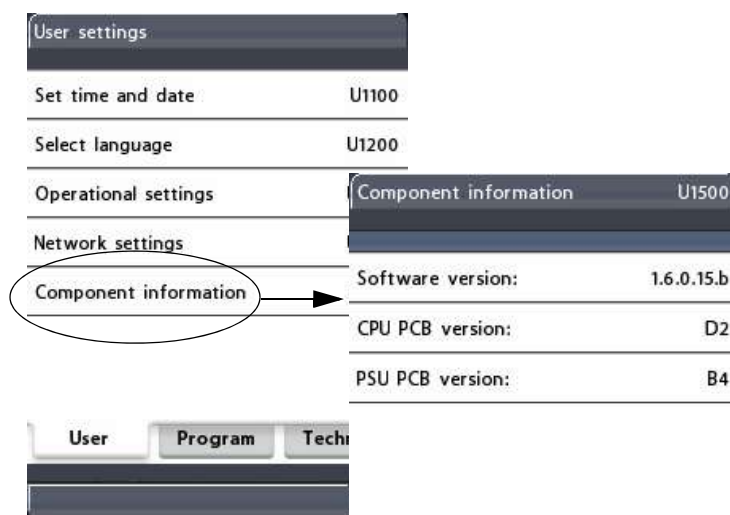 User settings
Set time and date U1100
Select language U1200
Operational settings
Network settings
Component information
Component information U1500
Software version: 1.6.0.15.b
CPU PCB version: D2
PSU PCB version: B4
User Program